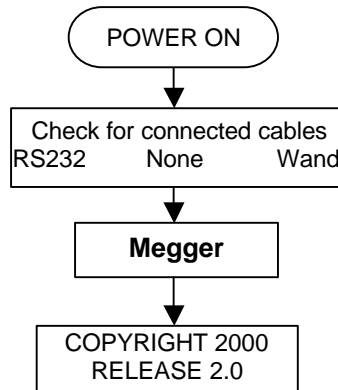 POWER ON
Check for connected cables
RS232 None Wand
Megger
COPYRIGHT 2000
RELEASE 2.0